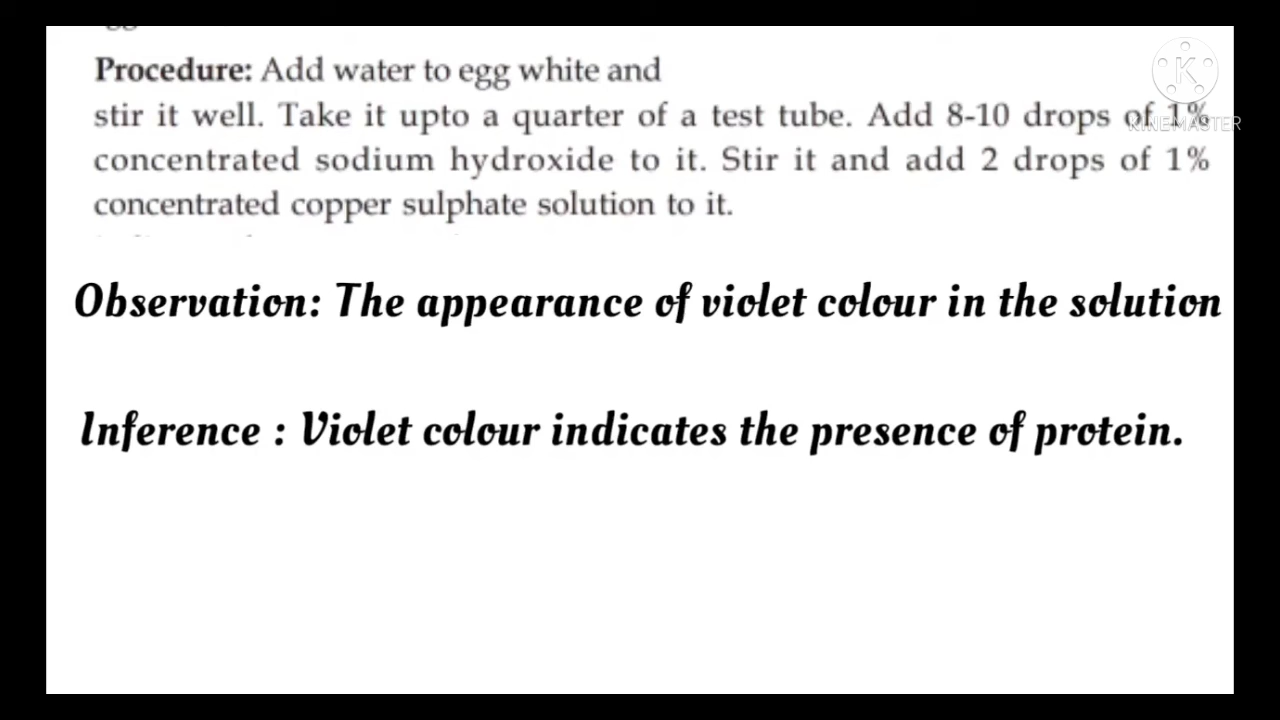 Procedure: Add water to egg white and
stir it well. Take it upto a quarter of a test tube. Add 8-10 drops of 1%
concentrated sodium hydroxide to it. Stir it and add 2 drops of 1%
concentrated copper sulphate solution to it.
Observation: The appearance of violet colour in the solution
Inference : Violet colour indicates the presence of protein.
K
KINEMASTER